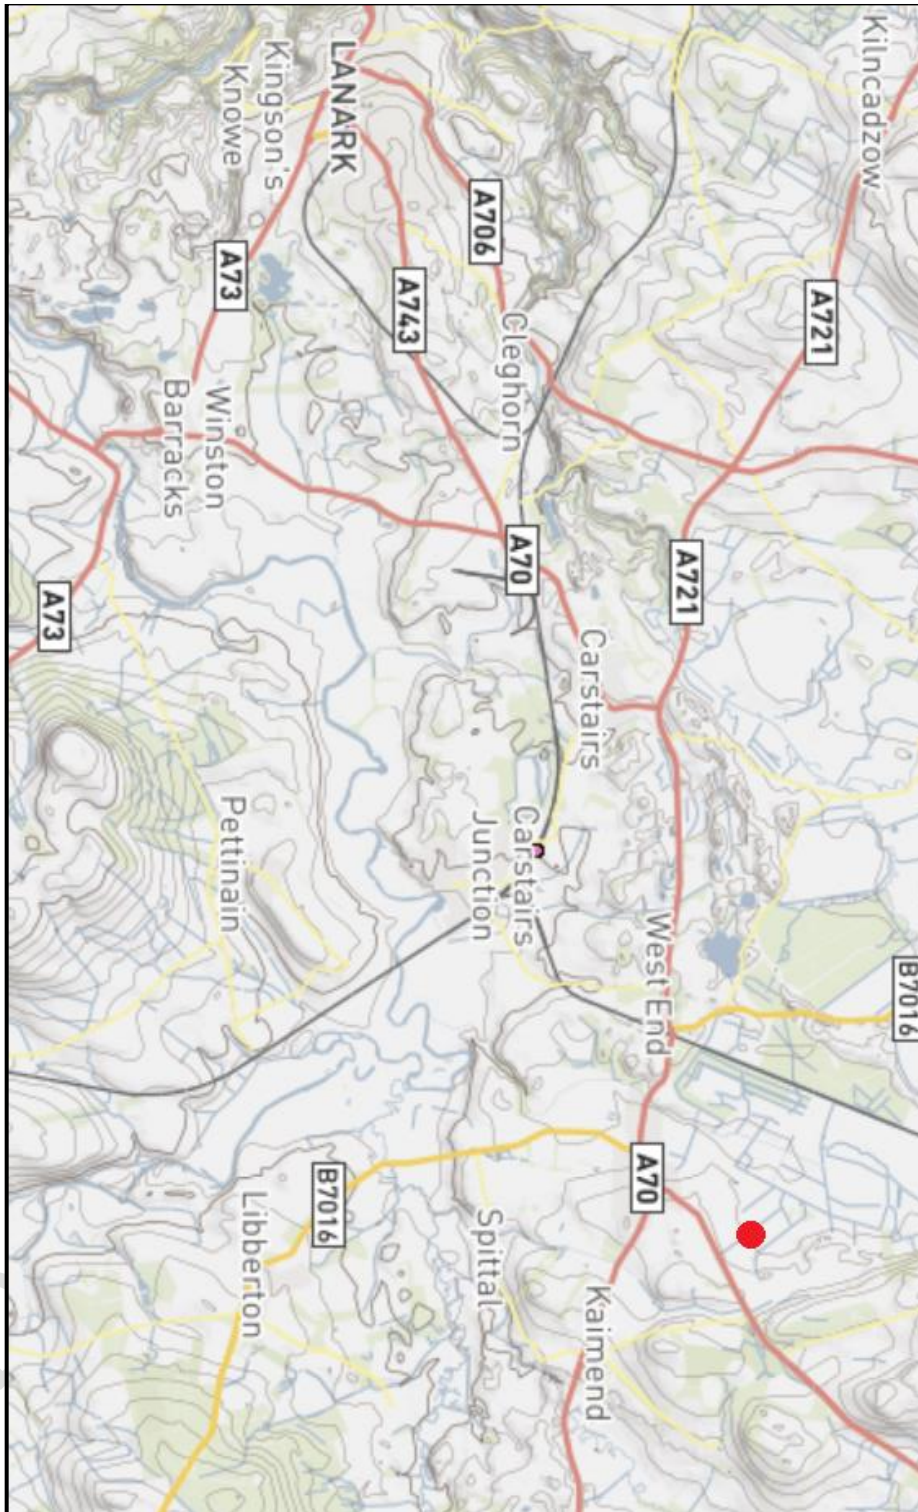 Kilncadzow
B7016
A721
A721
West End
Kaimend
A706
Cleghorn
A70
Carstairs
Carstairs
Junction
A70
Spittal
LANARK
Kingson's
Knowe
A743
A73
Winston
Barracks
B7016
Libberton
Pettinain
A73